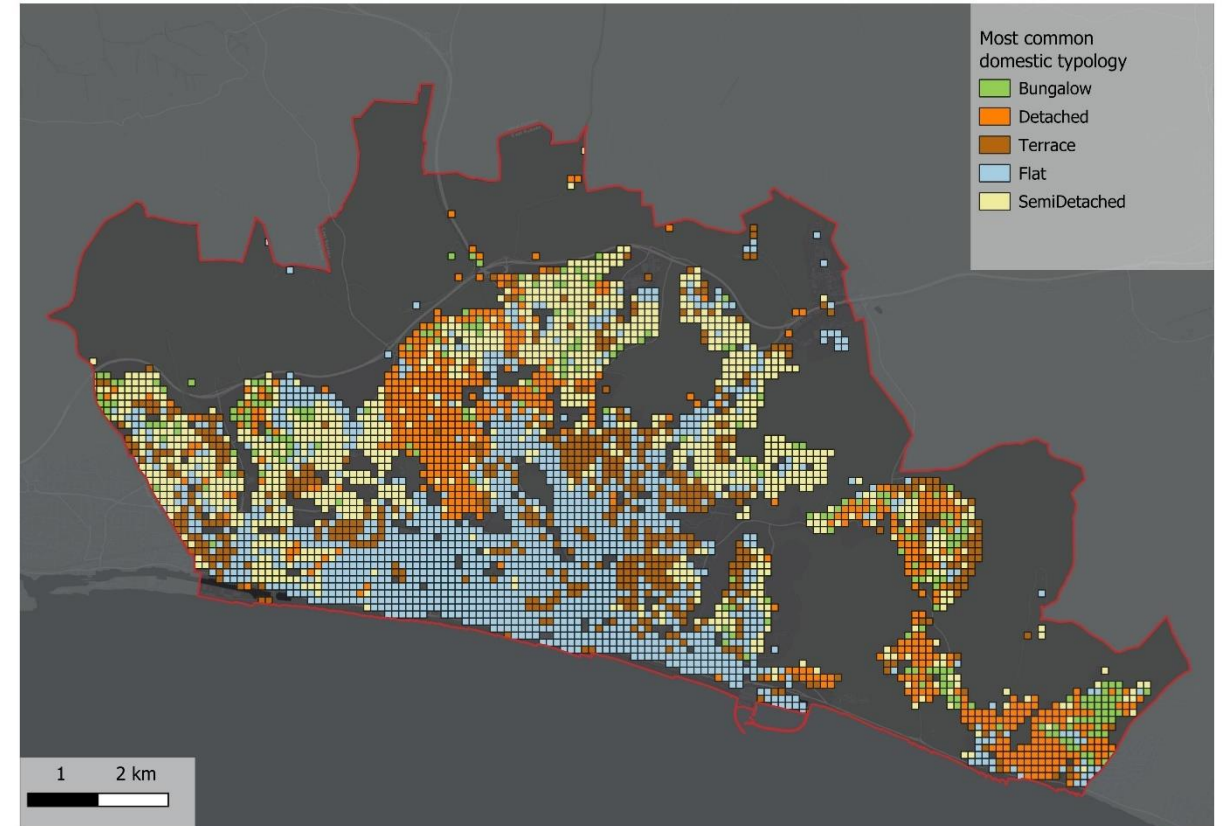 Most common
domestic typology
Bungalow
Detached
Terrace
Flat
SemiDetached
1 2 km